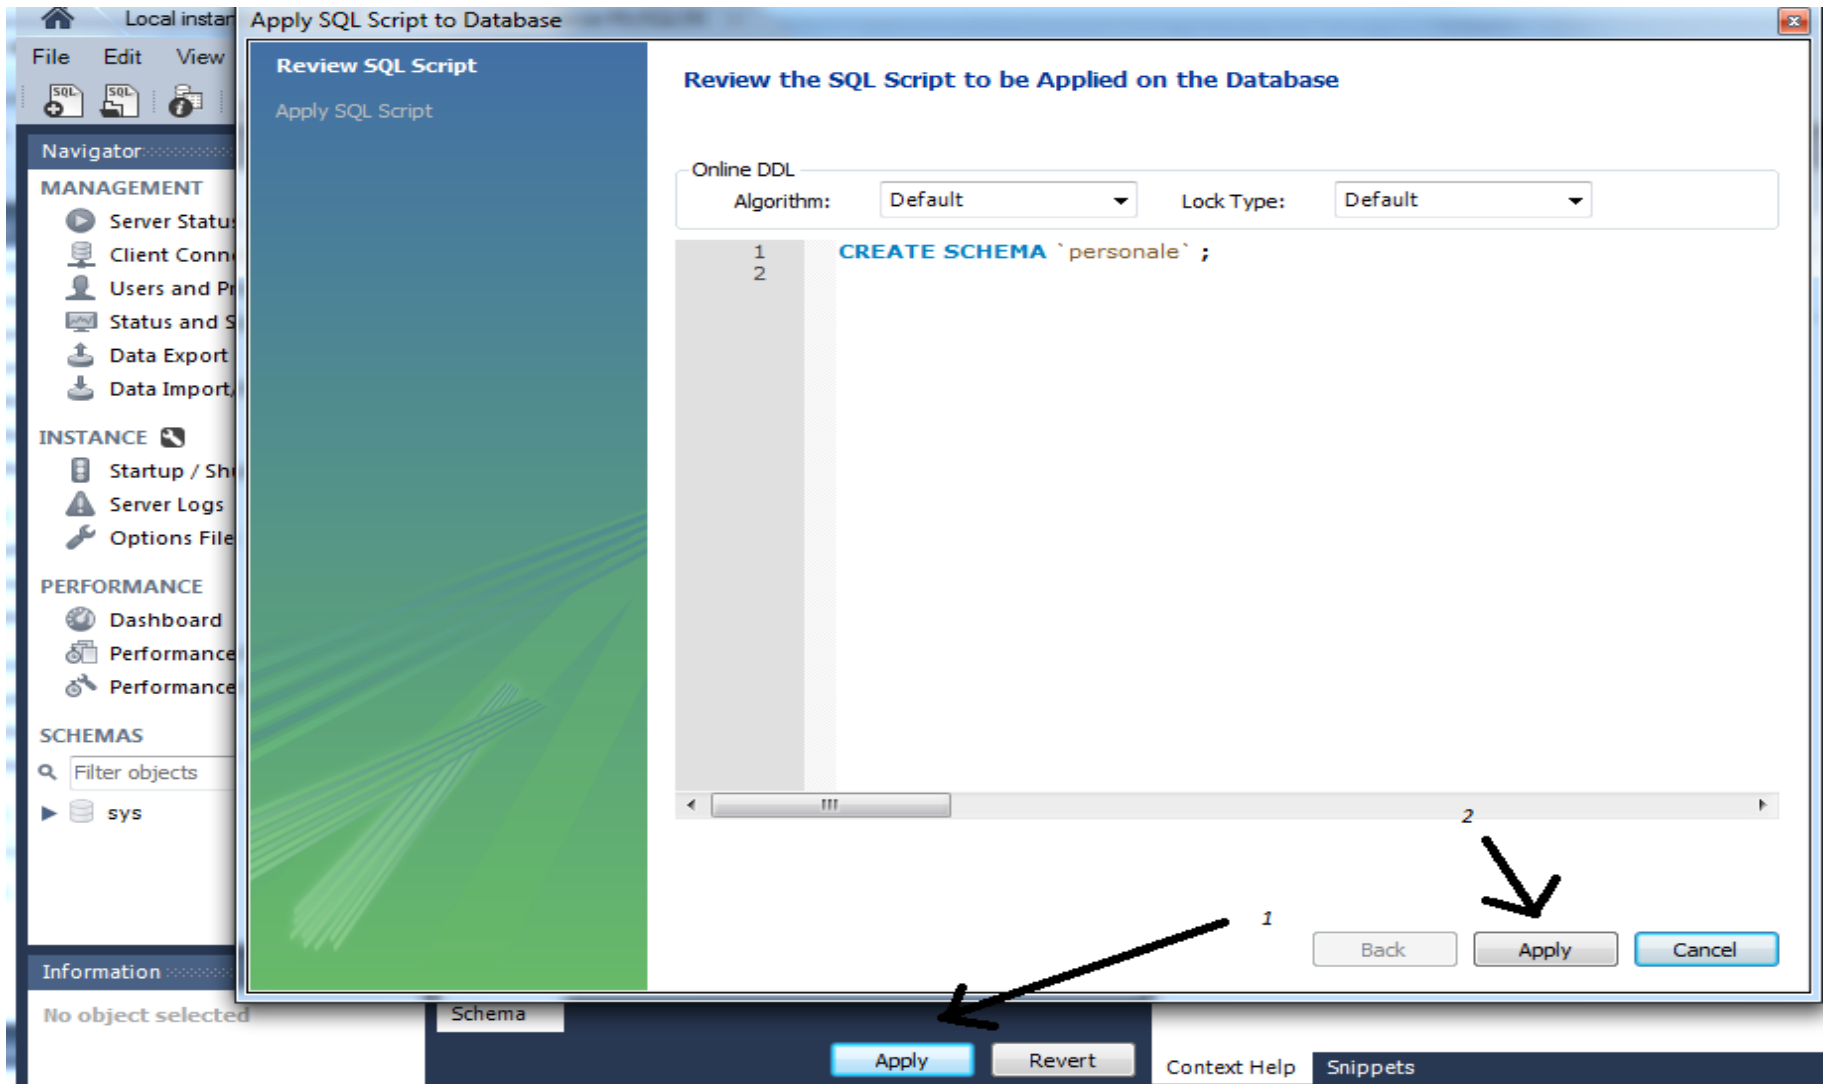 Local instan
Apply SQL Script to Database
File Edit View
Review SQL Script
Apply SQL Script
Review the SQL Script to be Applied on the Database
Navigator
MANAGEMENT
Server Status
Client Conn
Users and Pr
Status and S
Data Export
Data Import/
INSTANCE
Startup / Shu
Server Logs
Options File
PERFORMANCE
Dashboard
Performance
Performance
SCHEMAS
Filter objects
sys
Information
No object selected
Online DDL
Algorithm: Default Lock Type: Default
1 CREATE SCHEMA `personale` ;
2
2
1
Back Apply Cancel
Schema
Apply Revert
Context Help Snippets